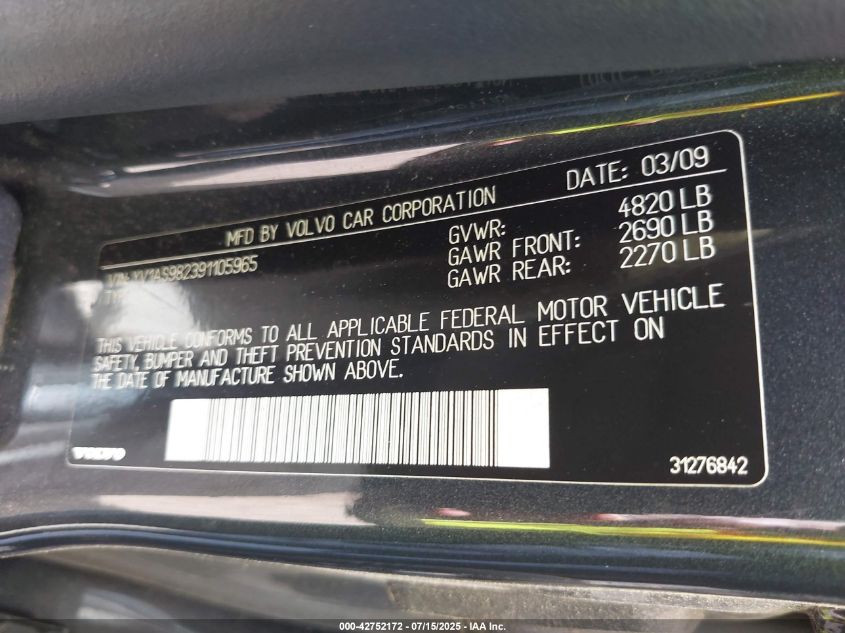 MFD BY VOLVO CAR CORPORATION
DATE: 03/09
VIN: YV1AS982391105965
GVWR: 4820 LB
GAWR FRONT: 2690 LB
GAWR REAR: 2270 LB
THIS VEHICLE CONFORMS TO ALL APPLICABLE FEDERAL MOTOR VEHICLE
SAFETY, BUMPER AND THEFT PREVENTION STANDARDS IN EFFECT ON
THE DATE OF MANUFACTURE SHOWN ABOVE.
VOLVO
31276842
000-42752172 - 07/15/2025 - IAA Inc.